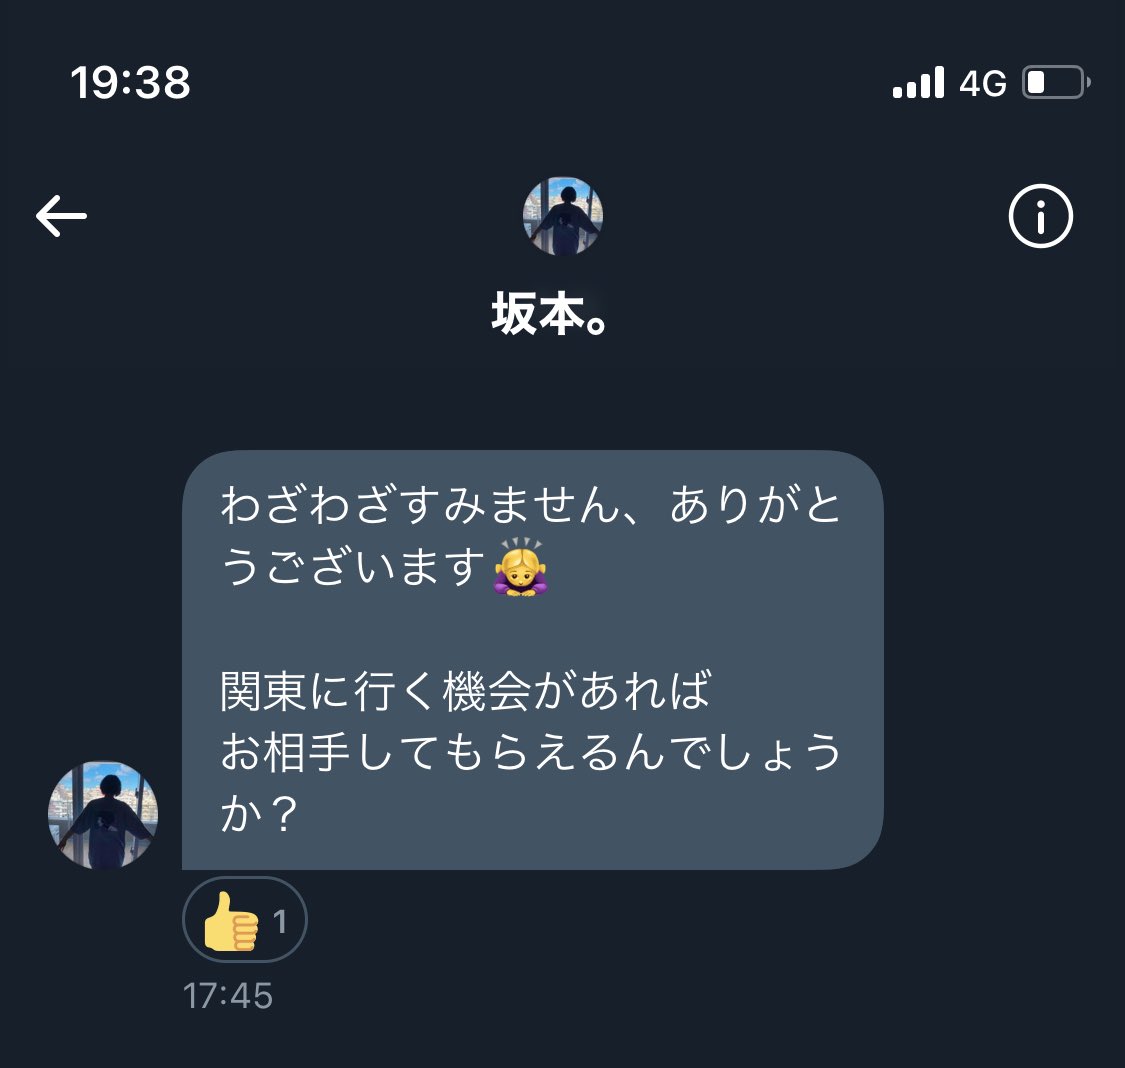 19:38
4G
坂本。
わざわざすみません、ありがと
うございます🙇‍♀️
関東に行く機会があれば
お相手してもらえるんでしょう
か？
👍 1
17:45